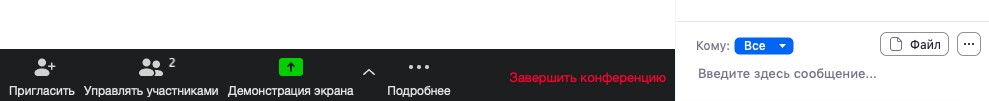 2
Пригласить Управлять участниками Демонстрация экрана Подробнее Завершить конференцию
Кому: Все Файл ...
Введите здесь сообщение...